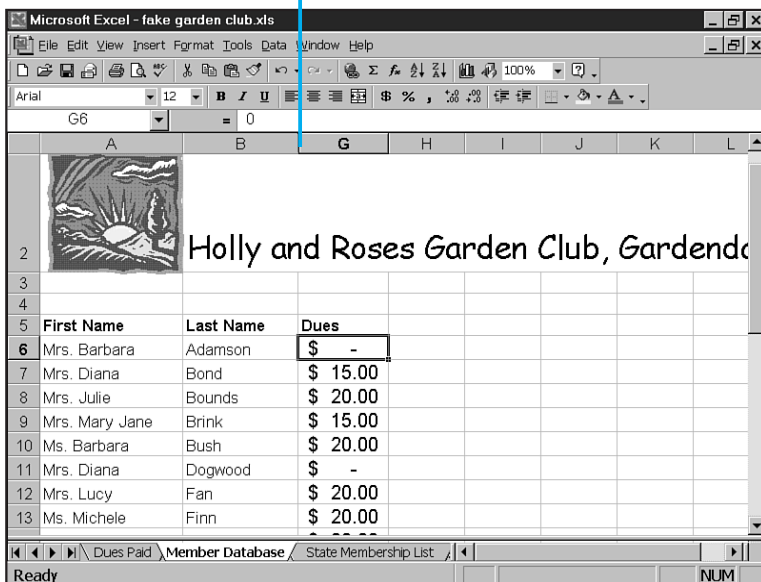 Microsoft Excel - fake garden club.xls
File Edit View Insert Format Tools Data Window Help
100%
Arial 12 B I U $ % ,
G6 = 0
A B G H I J K L
2 Holly and Roses Garden Club,
3
4
5 First Name Last Name Dues
6 Mrs. Barbara Adamson $ -
7 Mrs. Diana Bond $ 15.00
8 Mrs. Julie Bounds $ 20.00
9 Mrs. Mary Jane Brink $ 15.00
10 Ms. Barbara Bush $ 20.00
11 Mrs. Diana Dogwood $ -
12 Mrs. Lucy Fan $ 20.00
13 Ms. Michele Finn $ 20.00
Dues Paid Member Database State Membership List
Ready NUM